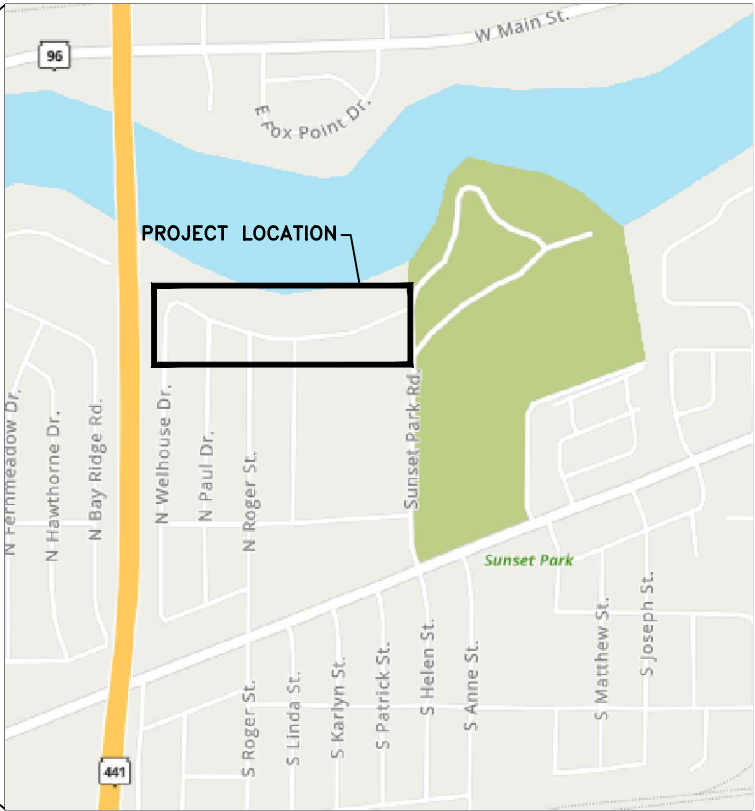 W Main St.
96
E Fox Point Dr.
PROJECT LOCATION
N Fernmeadow Dr.
N Hawthorne Dr.
N Bay Ridge Rd.
N Welhouse Dr.
N Paul Dr.
N Roger St.
Sunset Park Rd.
Sunset Park
S Roger St.
S Linda St.
S Karlyn St.
S Patrick St.
S Helen St.
S Anne St.
S Matthew St.
S Joseph St.
441